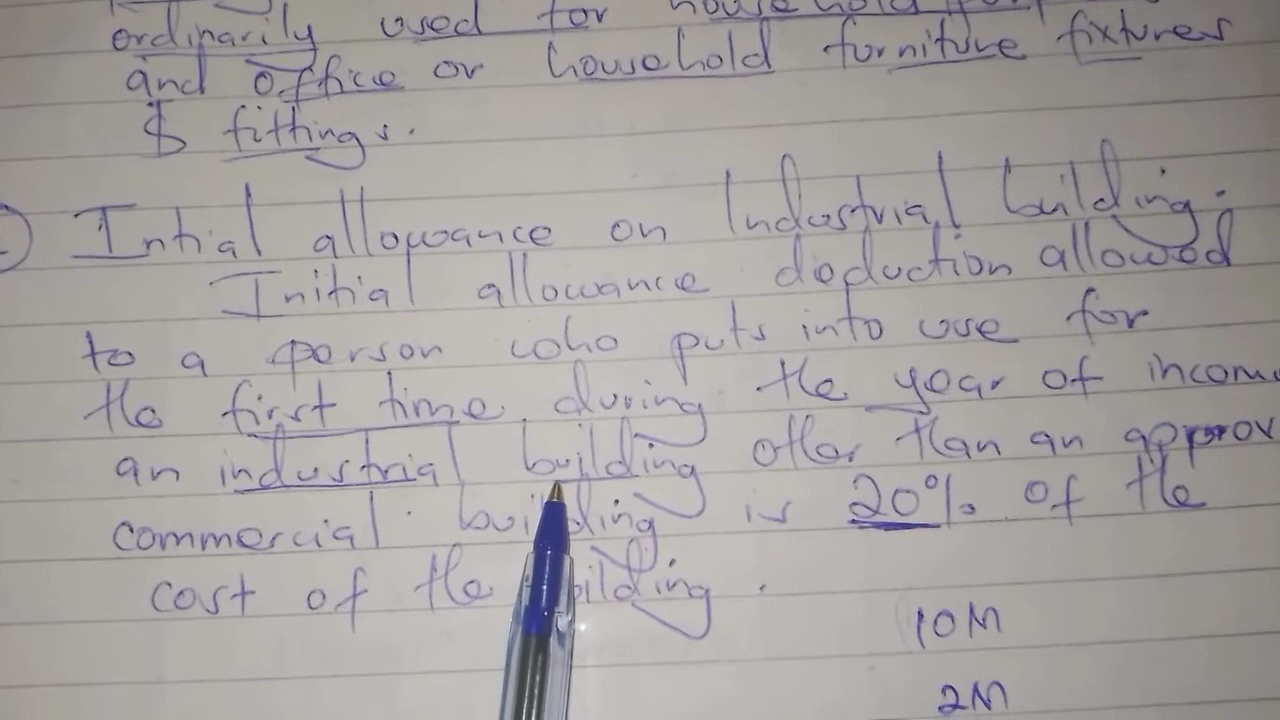 ordinarily used for household
and office or household furniture fixtures
$ fittings.
Intial allowance on Industrial building.
Initial allowance deduction allowed
to a person who puts into use for
the first time during the year of incom
an industrial building other than an approv
commercial building is 20% of the
cost of the building.
10M
2M